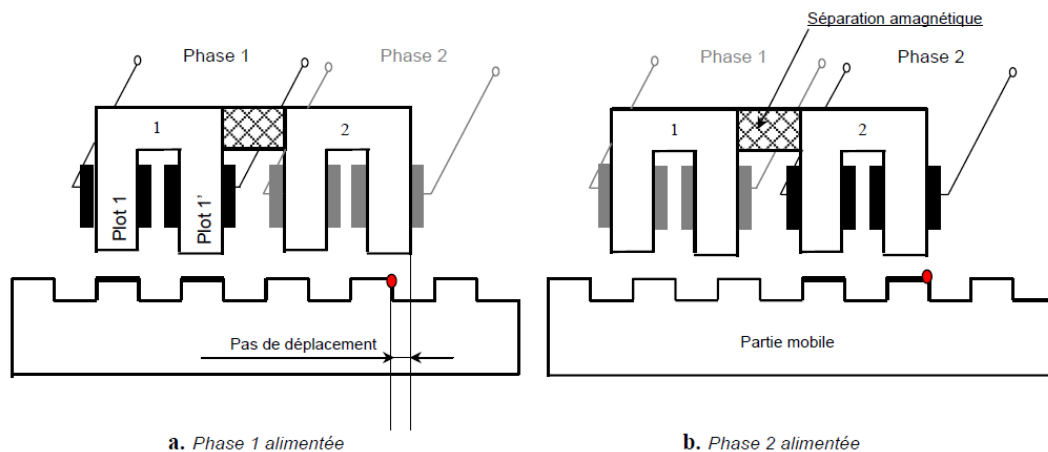 Séparation amagnétique
Phase 1
Phase 2
Phase 1
Phase 2
1
2
1
2
Plot 1
Plot 1'
Pas de déplacement
Partie mobile
a. Phase 1 alimentée
b. Phase 2 alimentée